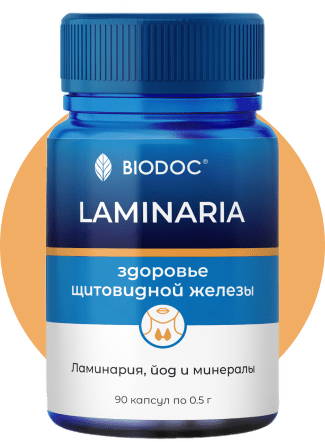 BIODOC®
LAMINARIA
здоровье
щитовидной железы
Ламинария, йод и минералы
90 капсул по 0.5 г